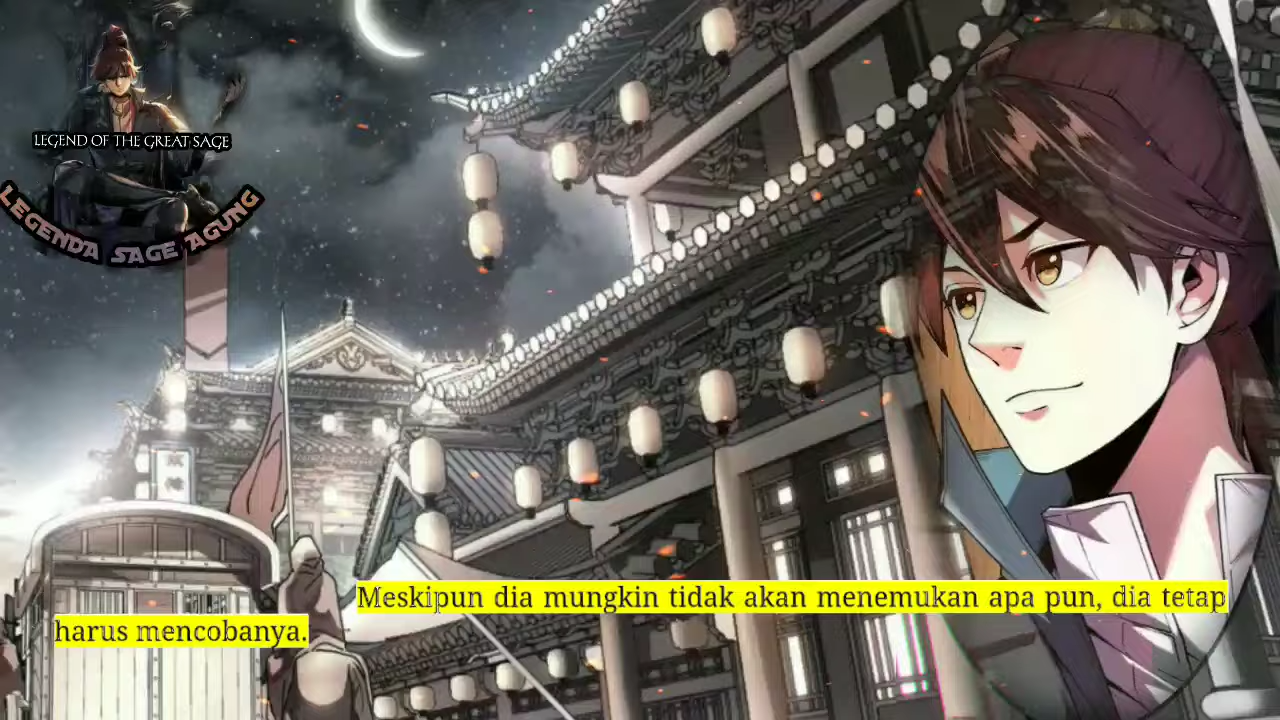 LEGEND OF THE GREAT SAGE
LEGENDA SAGE AGUNG
Meskipun dia mungkin tidak akan menemukan apa pun, dia tetap
harus mencobanya.